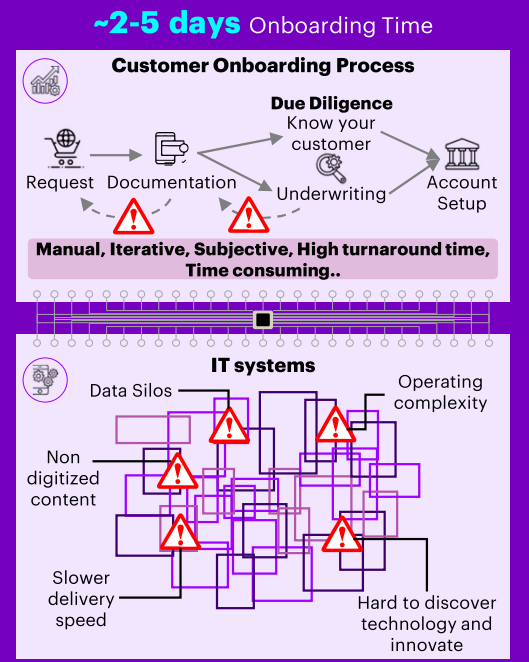 ~2-5 days Onboarding Time
Customer Onboarding Process
Due Diligence
Know your
customer
Request
Documentation
Underwriting
Account
Setup
Manual, Iterative, Subjective, High turnaround time,
Time consuming..
IT systems
Data Silos
Operating
complexity
Non
digitized
content
Slower
delivery
speed
Hard to discover
technology and
innovate